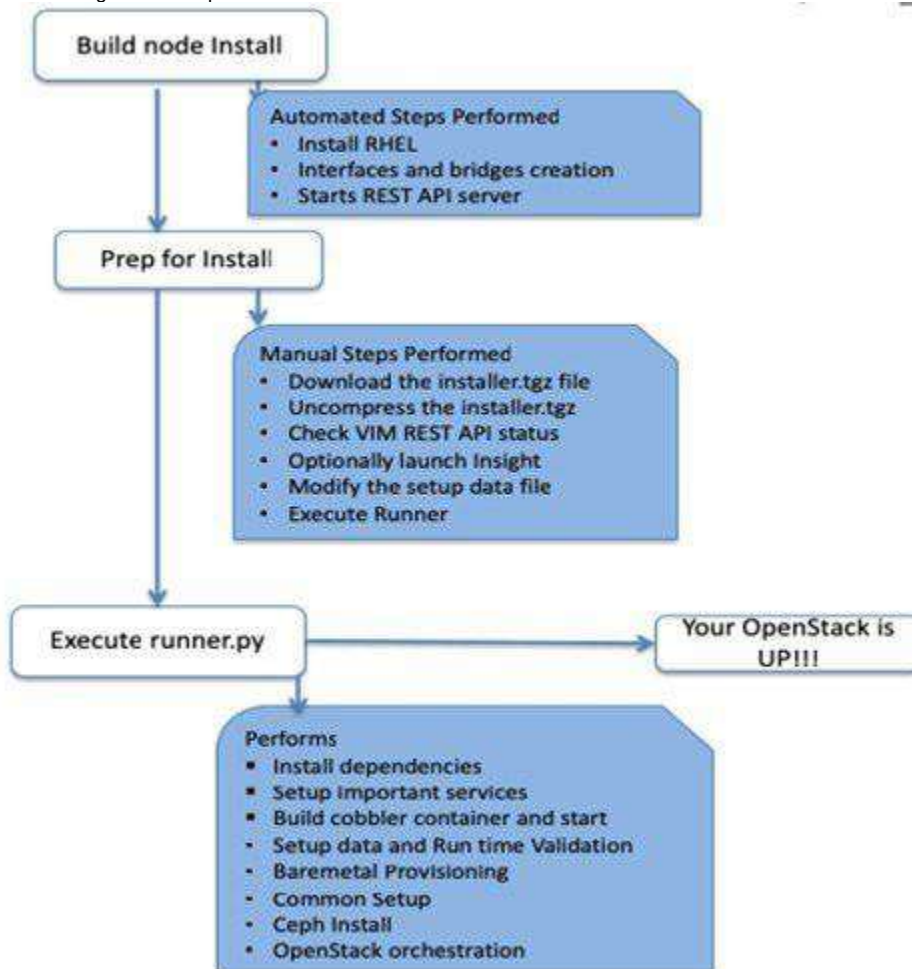 Build node Install
Automated Steps Performed
• Install RHEL
• Interfaces and bridges creation
• Starts REST API server
Prep for Install
Manual Steps Performed
• Download the installer.tgz file
• Uncompress the installer.tgz
• Check VIM REST API status
• Optionally launch Insight
• Modify the setup data file
• Execute Runner
Execute runner.py
Your OpenStack is
UP!!!
Performs
▪ Install dependencies
▪ Setup important services
▪ Build cobbler container and start
- Setup data and Run time Validation
- Baremetal Provisioning
- Common Setup
- Ceph Install
- OpenStack orchestration